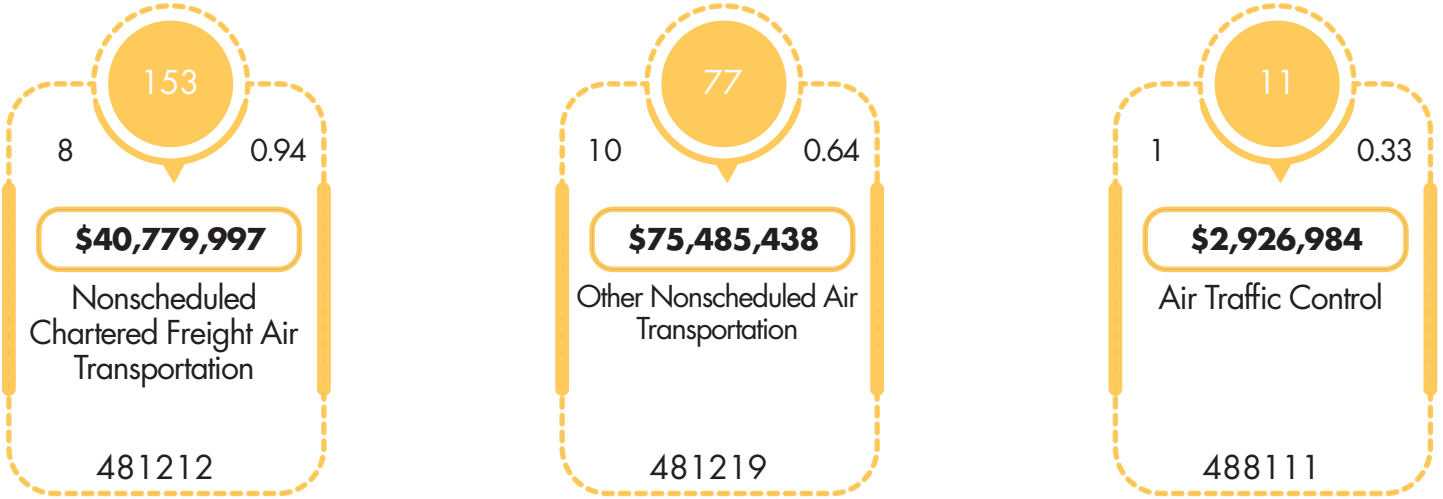 153
8
0.94
$40,779,997
Nonscheduled
Chartered Freight Air
Transportation
481212
77
10
0.64
$75,485,438
Other Nonscheduled Air
Transportation
481219
11
1
0.33
$2,926,984
Air Traffic Control
488111